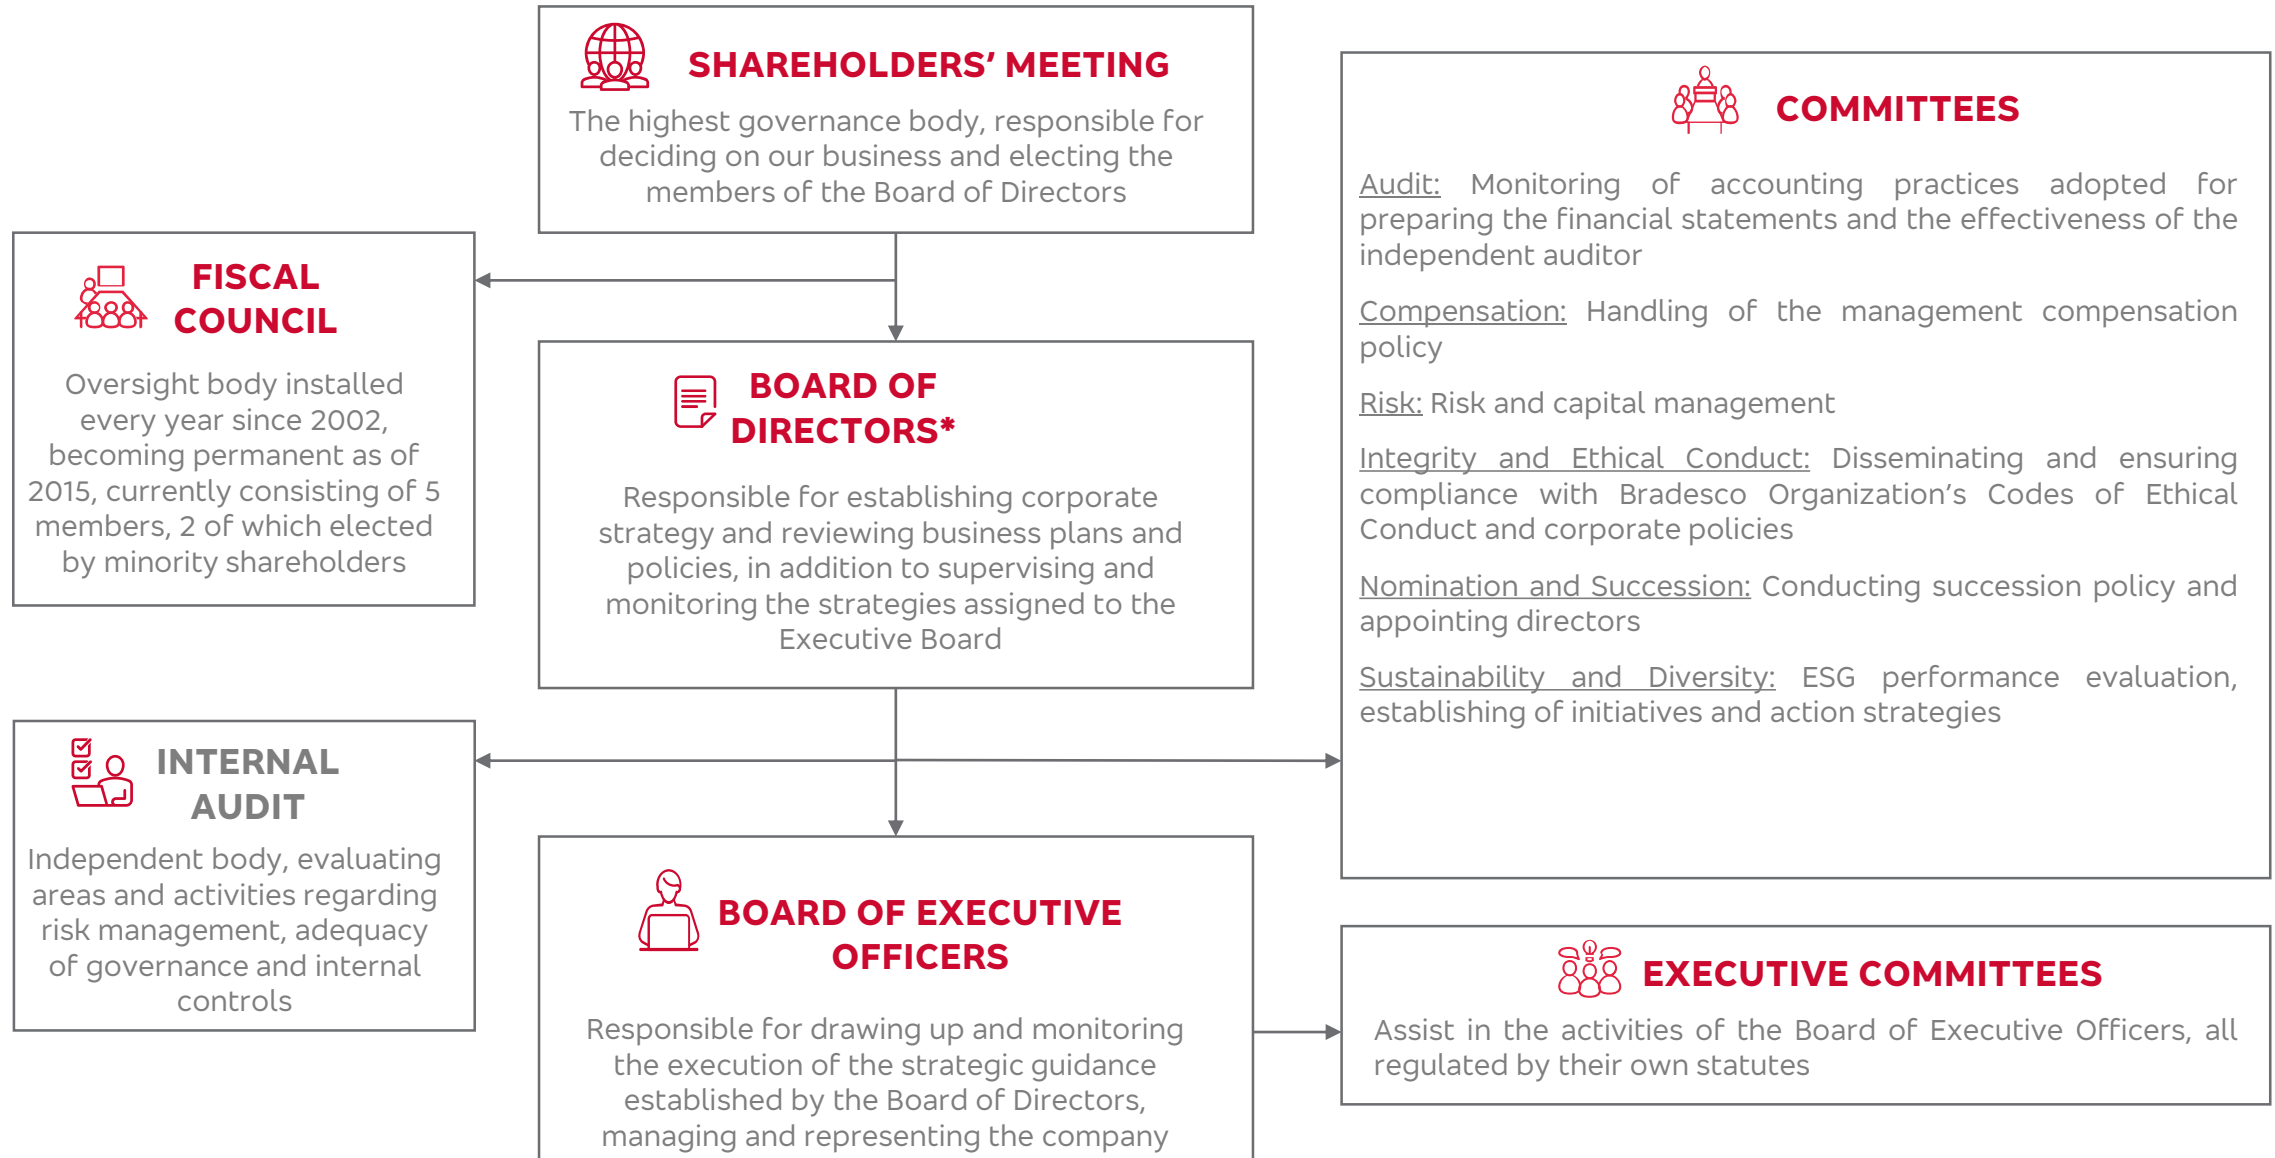 SHAREHOLDERS’ MEETING
The highest governance body, responsible for
deciding on our business and electing the
members of the Board of Directors
FISCAL
COUNCIL
Oversight body installed
every year since 2002,
becoming permanent as of
2015, currently consisting of 5
members, 2 of which elected
by minority shareholders
BOARD OF
DIRECTORS*
Responsible for establishing corporate
strategy and reviewing business plans and
policies, in addition to supervising and
monitoring the strategies assigned to the
Executive Board
COMMITTEES
Audit: Monitoring of accounting practices adopted for
preparing the financial statements and the effectiveness of the
independent auditor
Compensation: Handling of the management compensation
policy
Risk: Risk and capital management
Integrity and Ethical Conduct: Disseminating and ensuring
compliance with Bradesco Organization’s Codes of Ethical
Conduct and corporate policies
Nomination and Succession: Conducting succession policy and
appointing directors
Sustainability and Diversity: ESG performance evaluation,
establishing of initiatives and action strategies
INTERNAL
AUDIT
Independent body, evaluating
areas and activities regarding
risk management, adequacy
of governance and internal
controls
BOARD OF EXECUTIVE
OFFICERS
Responsible for drawing up and monitoring
the execution of the strategic guidance
established by the Board of Directors,
managing and representing the company
EXECUTIVE COMMITTEES
Assist in the activities of the Board of Executive Officers, all
regulated by their own statutes